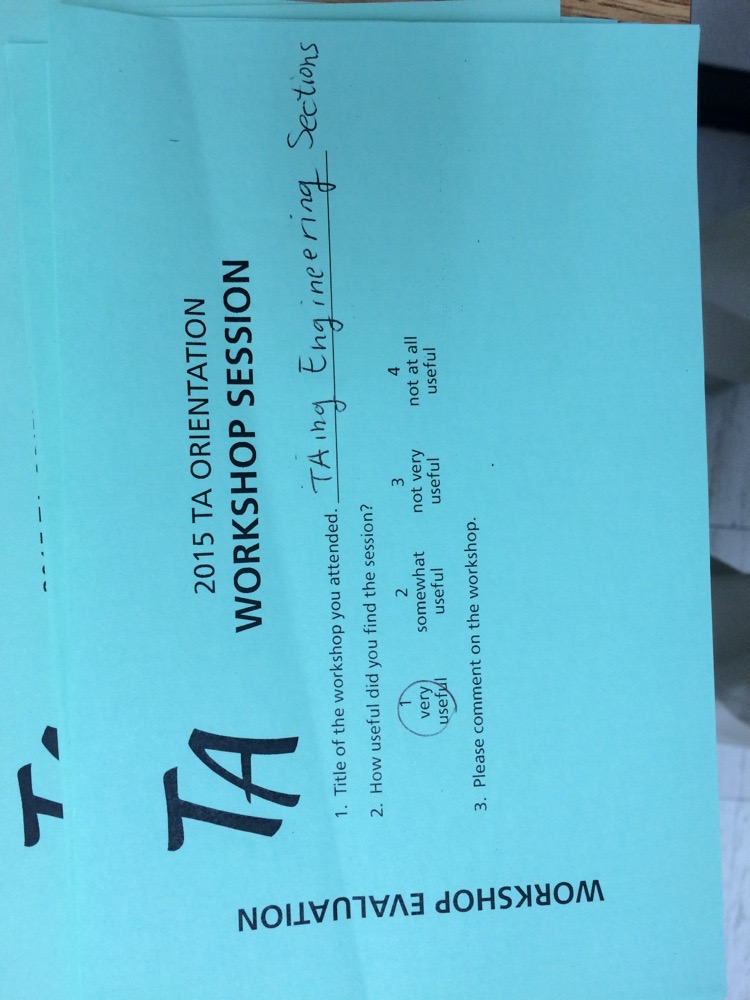 TA
2015 TA ORIENTATION
WORKSHOP SESSION
1. Title of the workshop you attended. TAing Engineering Sections
2. How useful did you find the session?
1 2 3 4
very somewhat not very not at all
useful useful useful useful
3. Please comment on the workshop.
WORKSHOP EVALUATION